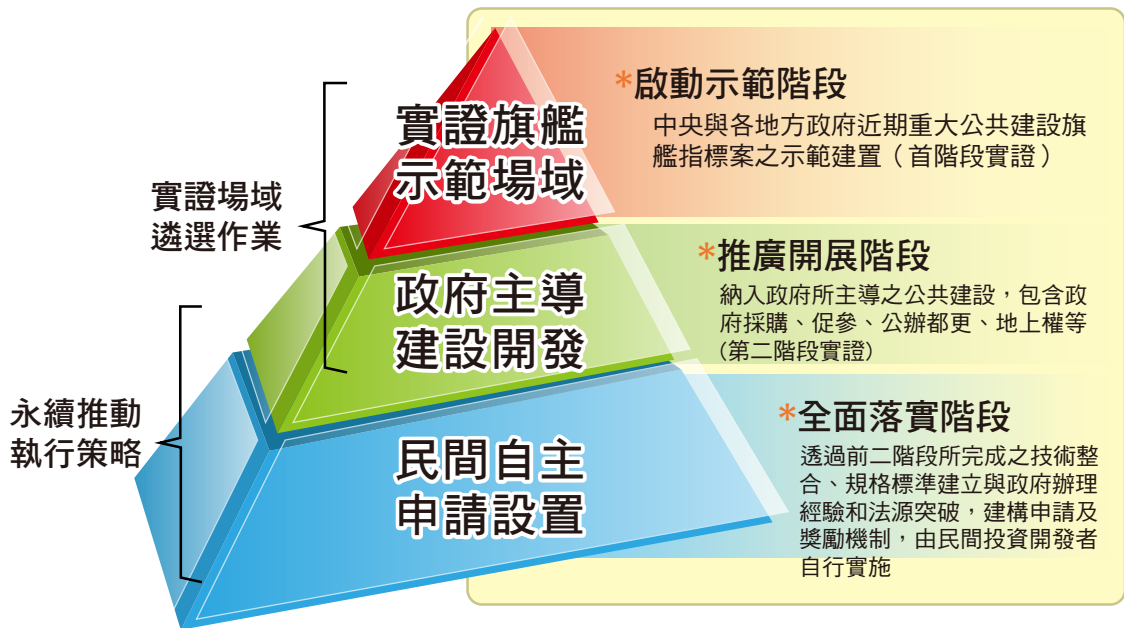 實證場域
遴選作業
永續推動
執行策略
實證旗艦
示範場域
政府主導
建設開發
民間自主
申請設置
*啟動示範階段
中央與各地方政府近期重大公共建設旗
艦指標案之示範建置（首階段實證）
*推廣開展階段
納入政府所主導之公共建設，包含政
府採購、促參、公辦都更、地上權等
(第二階段實證)
*全面落實階段
透過前二階段所完成之技術整
合、規格標準建立與政府辦理
經驗和法源突破，建構申請及
獎勵機制，由民間投資開發者
自行實施